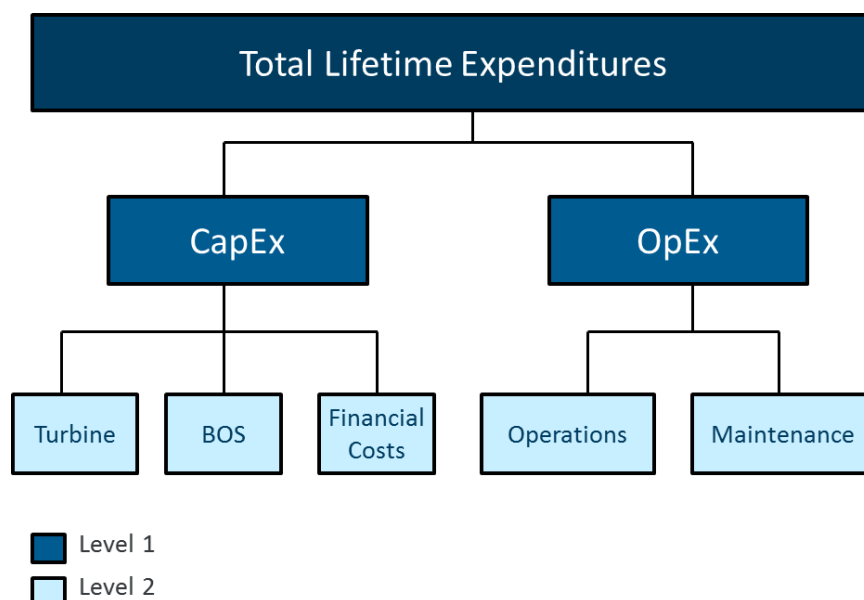 Total Lifetime Expenditures
CapEx
OpEx
Turbine
BOS
Financial
Costs
Operations
Maintenance
Level 1
Level 2